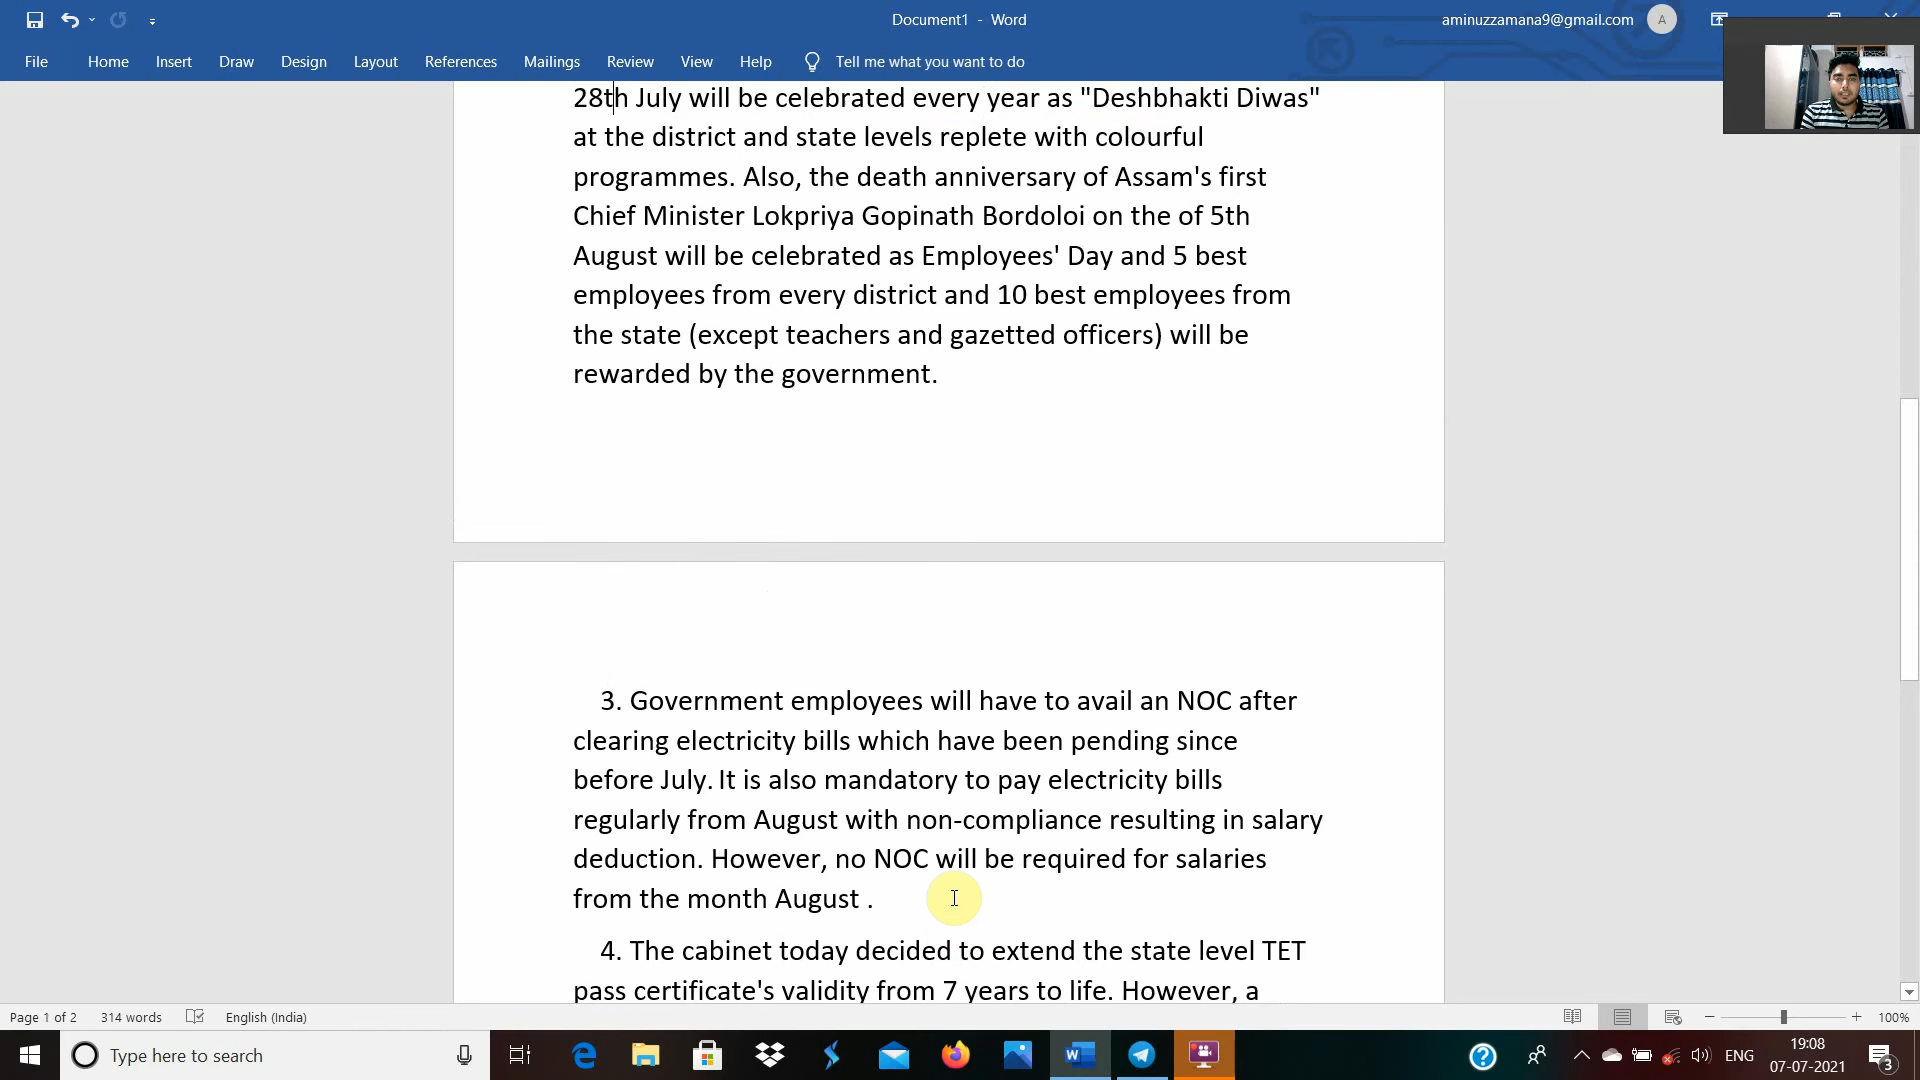 Document1 - Word
aminuzzamana9@gmail.com
A
File
Home
Insert
Draw
Design
Layout
References
Mailings
Review
View
Help
Tell me what you want to do
28th July will be celebrated every year as "Deshbhakti Diwas"
at the district and state levels replete with colourful
programmes. Also, the death anniversary of Assam's first
Chief Minister Lokpriya Gopinath Bordoloi on the of 5th
August will be celebrated as Employees' Day and 5 best
employees from every district and 10 best employees from
the state (except teachers and gazetted officers) will be
rewarded by the government.
3. Government employees will have to avail an NOC after
clearing electricity bills which have been pending since
before July. It is also mandatory to pay electricity bills
regularly from August with non-compliance resulting in salary
deduction. However, no NOC will be required for salaries
from the month August .
4. The cabinet today decided to extend the state level TET
pass certificate's validity from 7 years to life. However, a
Page 1 of 2
314 words
English (India)
100%
Type here to search
ENG
19:08
07-07-2021
3